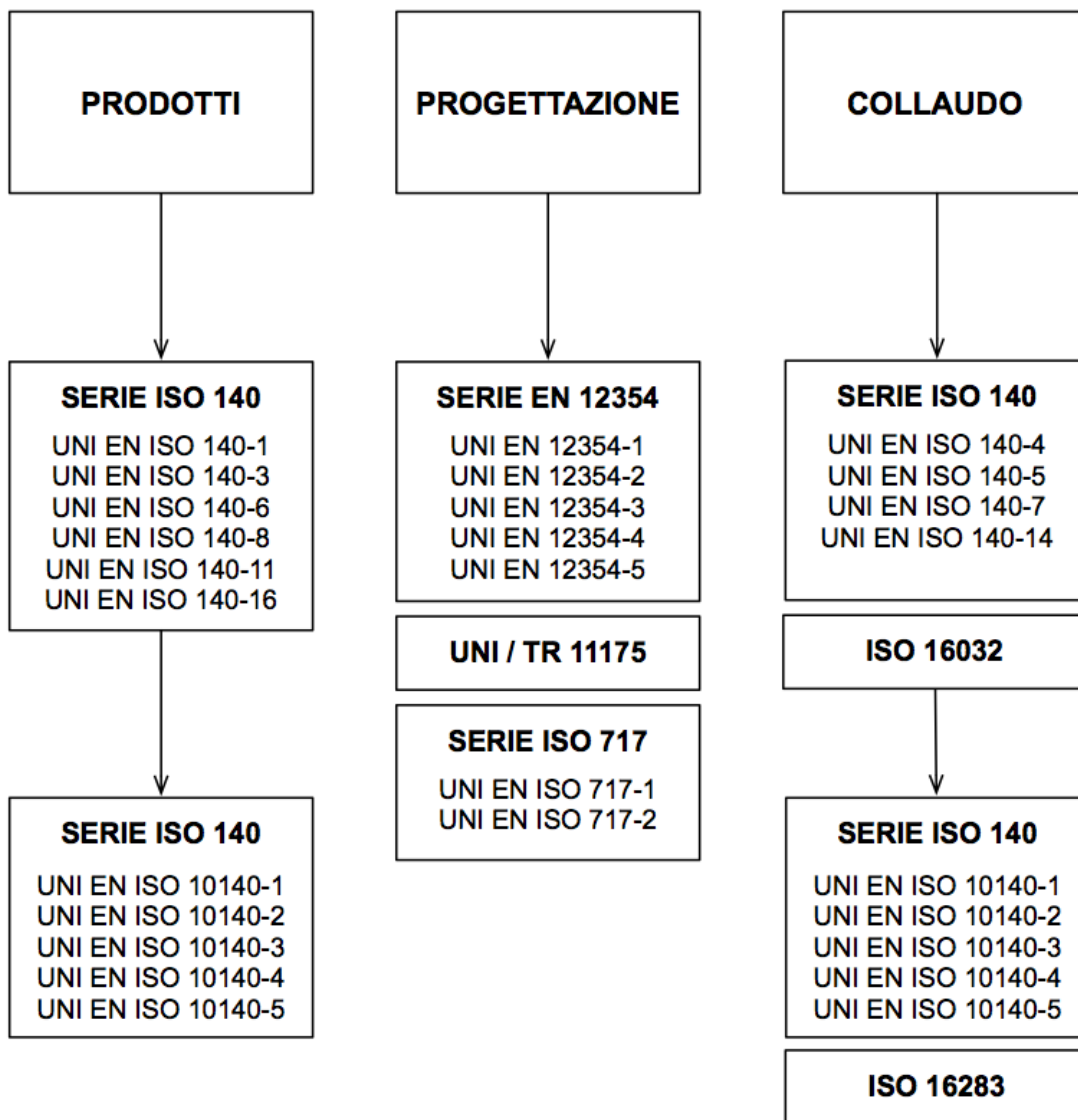 PRODOTTI
SERIE ISO 140
UNI EN ISO 140-1
UNI EN ISO 140-3
UNI EN ISO 140-6
UNI EN ISO 140-8
UNI EN ISO 140-11
UNI EN ISO 140-16
SERIE ISO 140
UNI EN ISO 10140-1
UNI EN ISO 10140-2
UNI EN ISO 10140-3
UNI EN ISO 10140-4
UNI EN ISO 10140-5
PROGETTAZIONE
SERIE EN 12354
UNI EN 12354-1
UNI EN 12354-2
UNI EN 12354-3
UNI EN 12354-4
UNI EN 12354-5
UNI / TR 11175
SERIE ISO 717
UNI EN ISO 717-1
UNI EN ISO 717-2
COLLAUDO
SERIE ISO 140
UNI EN ISO 140-4
UNI EN ISO 140-5
UNI EN ISO 140-7
UNI EN ISO 140-14
ISO 16032
SERIE ISO 140
UNI EN ISO 10140-1
UNI EN ISO 10140-2
UNI EN ISO 10140-3
UNI EN ISO 10140-4
UNI EN ISO 10140-5
ISO 16283